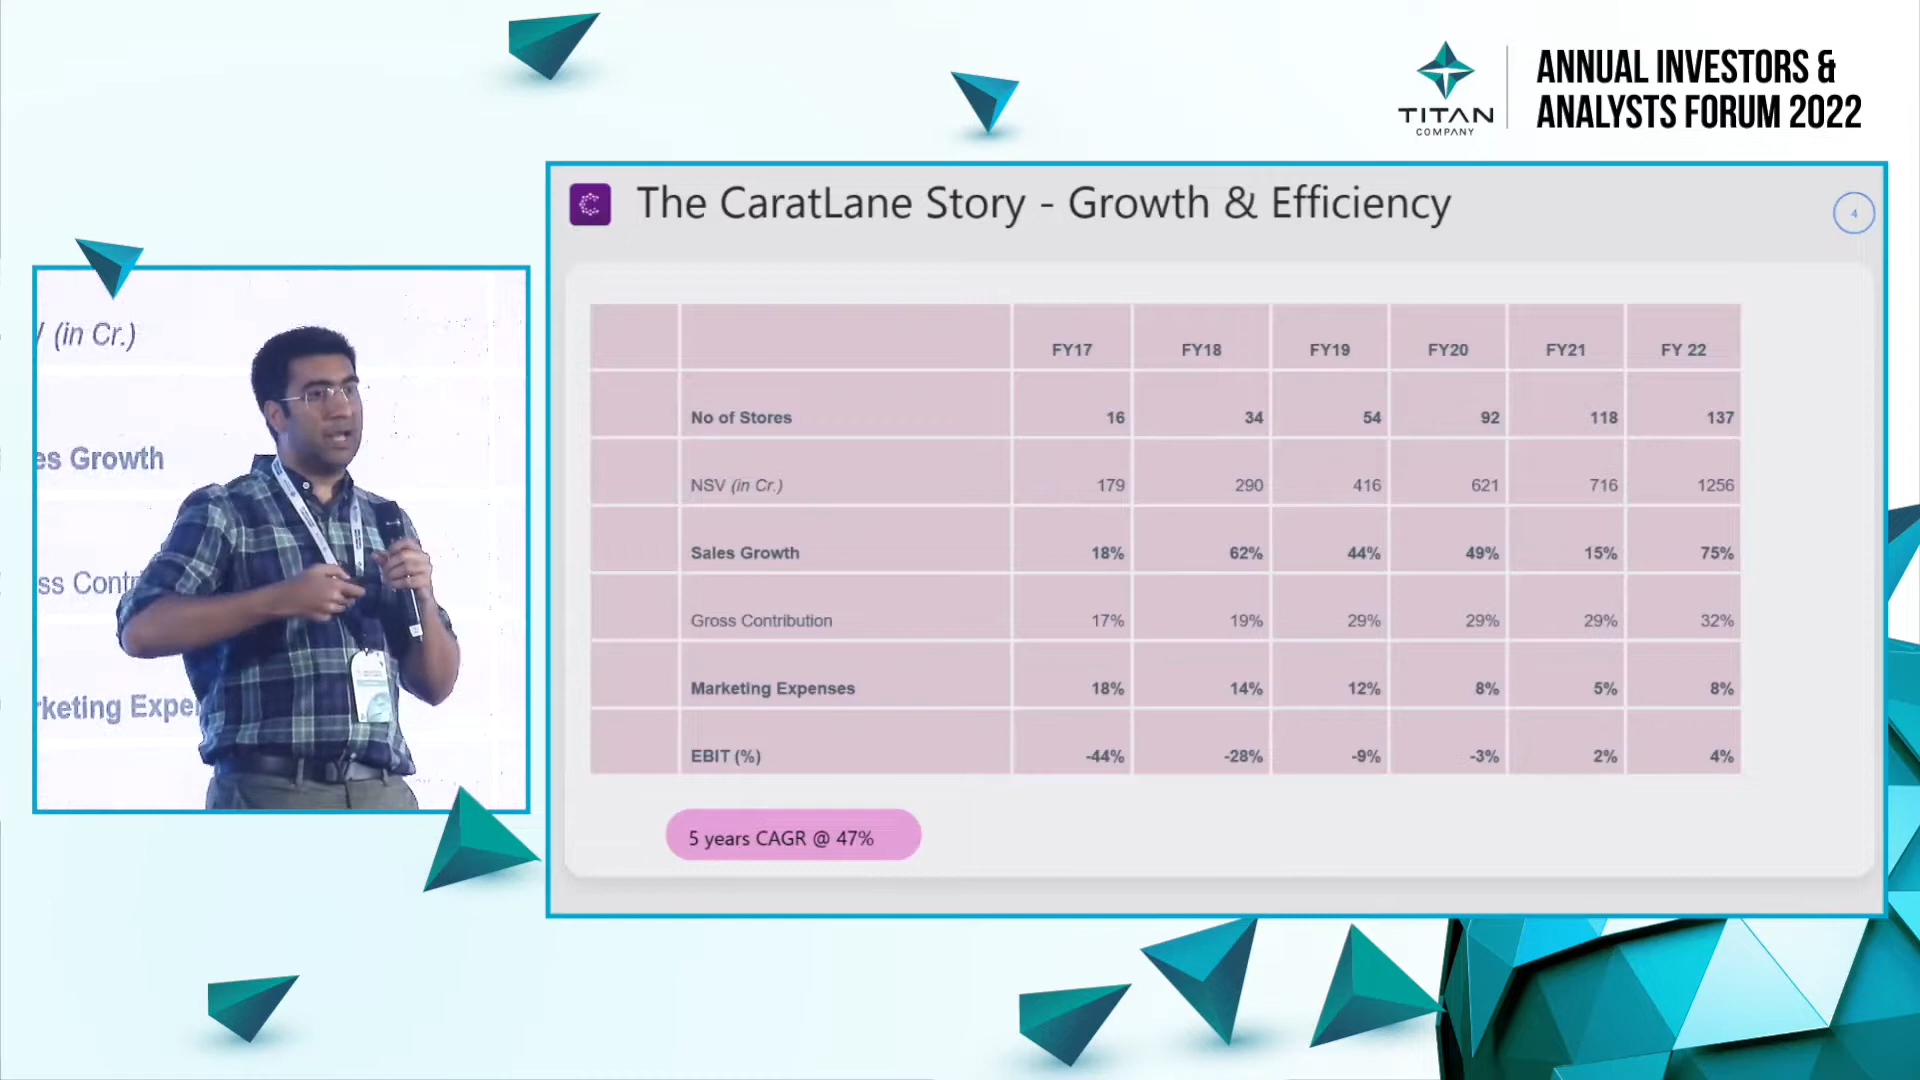 TITAN
COMPANY
ANNUAL INVESTORS &
ANALYSTS FORUM 2022
The CaratLane Story - Growth & Efficiency
4
FY17 FY18 FY19 FY20 FY21 FY 22
No of Stores 16 34 54 92 118 137
NSV (in Cr.) 179 290 416 621 716 1256
Sales Growth 18% 62% 44% 49% 15% 75%
Gross Contribution 17% 19% 29% 29% 29% 32%
Marketing Expenses 18% 14% 12% 8% 5% 8%
EBIT (%) -44% -28% -9% -3% 2% 4%
5 years CAGR @ 47%
(in Cr.)
es Growth
ss Contr
rketing Expe